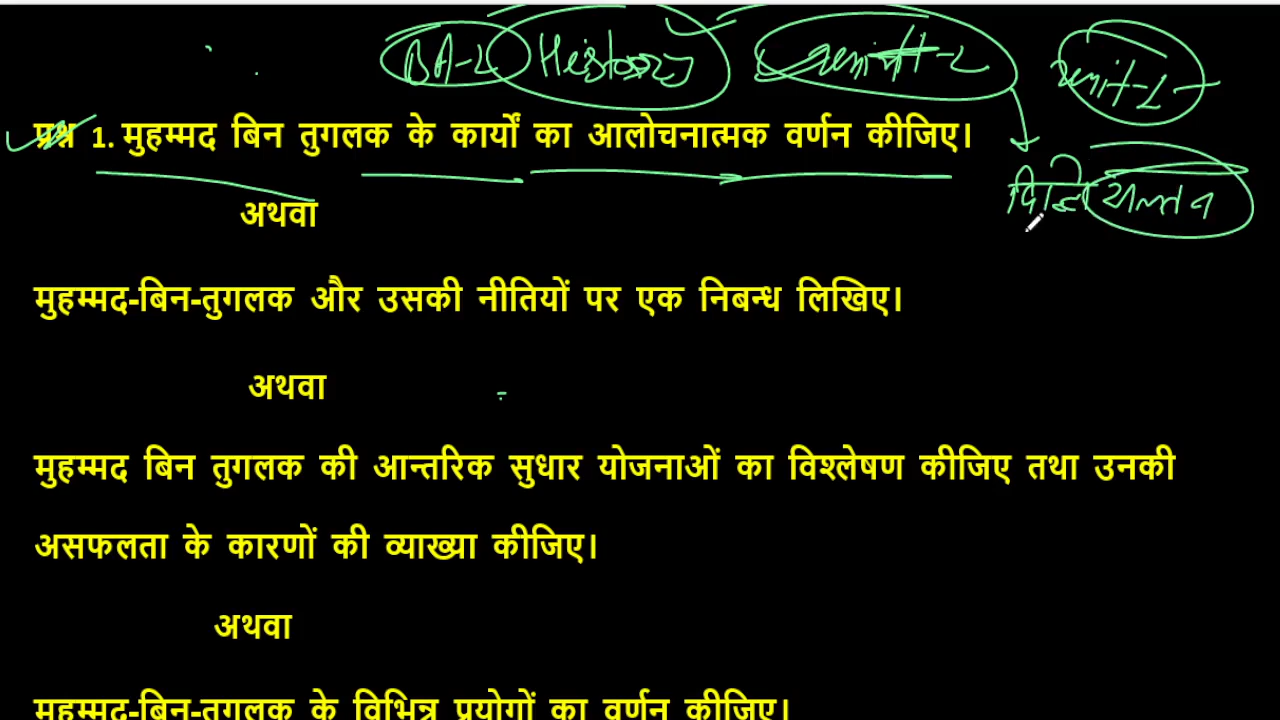 BA-2 History Unit-2 Unit-2
प्रश्न 1. मुहम्मद बिन तुगलक के कार्यों का आलोचनात्मक वर्णन कीजिए।
अथवा
मुहम्मद-बिन-तुगलक और उसकी नीतियों पर एक निबन्ध लिखिए।
अथवा
मुहम्मद बिन तुगलक की आन्तरिक सुधार योजनाओं का विश्लेषण कीजिए तथा उनकी
असफलता के कारणों की व्याख्या कीजिए।
अथवा
मुहम्मद-बिन-तुगलक के विभिन्न प्रयोगों का वर्णन कीजिए।